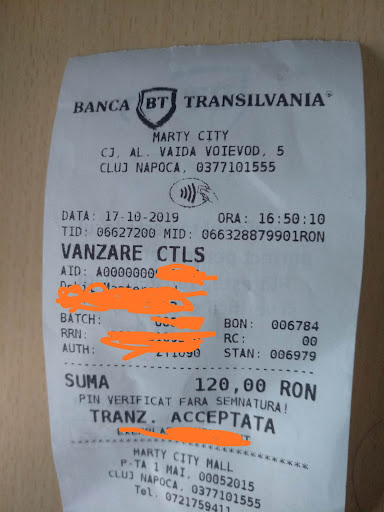 BANCA BT TRANSILVANIA®
MARTY CITY
CJ, AL. VAIDA VOIEVOD, 5
CLUJ NAPOCA, 0377101555
DATA: 17-10-2019 ORA: 16:50:10
TID: 06627200 MID: 066328879901RON
VANZARE CTLS
AID: A0000000
BATCH: BON: 006784
RRN: RC: 00
AUTH: STAN: 006979
SUMA 120,00 RON
PIN VERIFICAT FARA SEMNATURA!
TRANZ. ACCEPTATA
MARTY CITY MALL
P-TA 1 MAI, 00052015
CLUJ NAPOCA, 0377101555
Tel. 0721759411